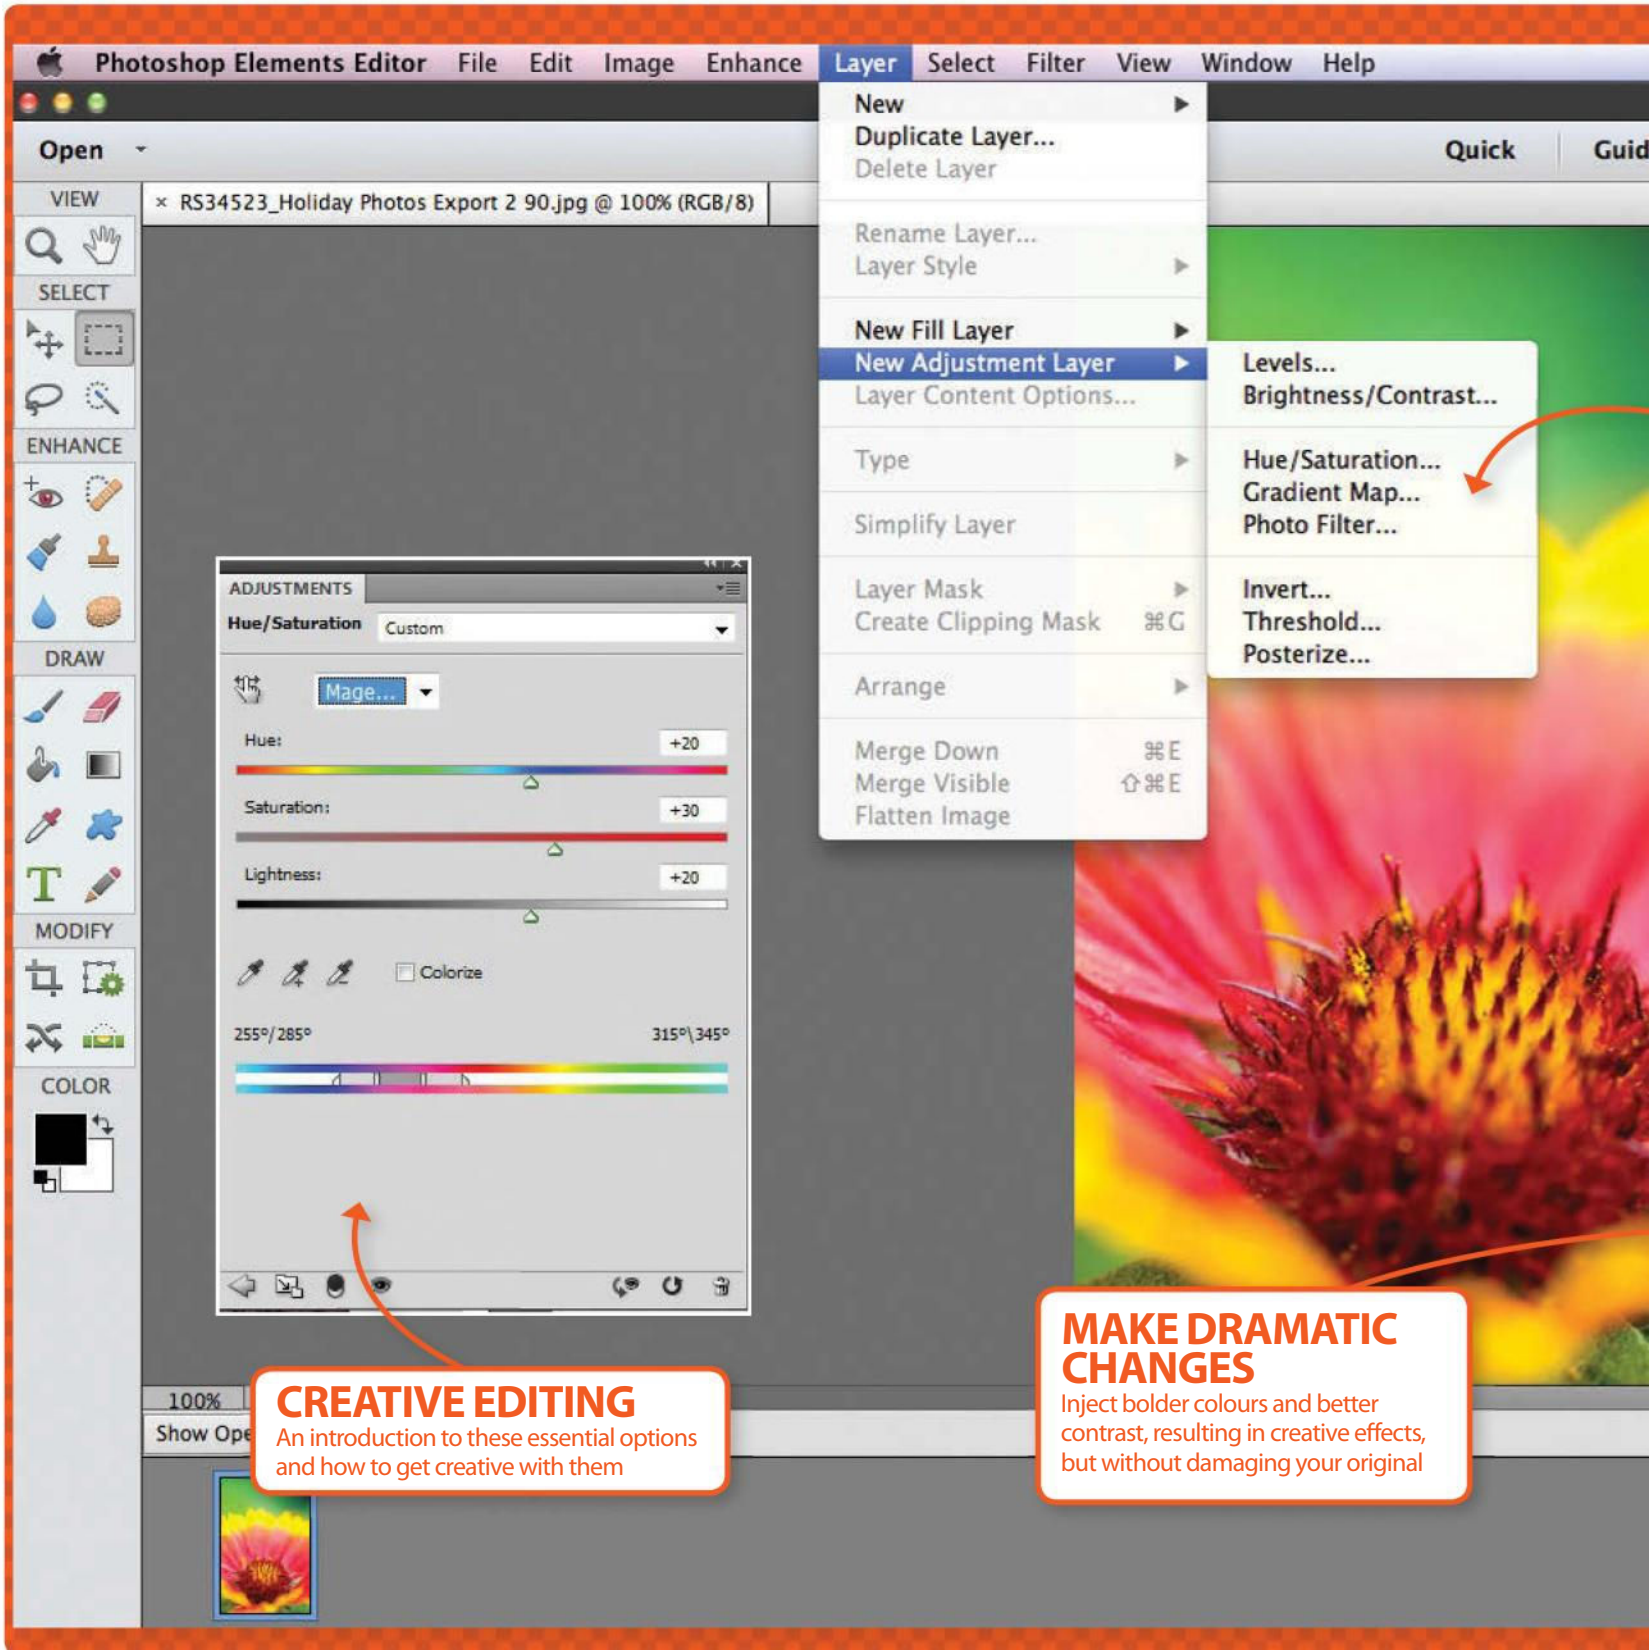 Photoshop Elements Editor File Edit Image Enhance Layer Select Filter View Window Help
Open
Quick
VIEW
× RS34523_Holiday Photos Export 2 90.jpg @ 100% (RGB/8)
SELECT
ENHANCE
DRAW
MODIFY
COLOR
New
Duplicate Layer...
Delete Layer
Rename Layer...
Layer Style
New Fill Layer
New Adjustment Layer
Layer Content Options...
Type
Simplify Layer
Layer Mask
Create Clipping Mask ⌘G
Arrange
Merge Down ⌘E
Merge Visible ⇧⌘E
Flatten Image
Levels...
Brightness/Contrast...
Hue/Saturation...
Gradient Map...
Photo Filter...
Invert...
Threshold...
Posterize...
ADJUSTMENTS
Hue/Saturation Custom
Mage...
Hue: +20
Saturation: +30
Lightness: +20
Colorize
255°/285° 315°\345°
100%
Show Ope
CREATIVE EDITING
An introduction to these essential options
and how to get creative with them
MAKE DRAMATIC
CHANGES
Inject bolder colours and better
contrast, resulting in creative effects,
but without damaging your original